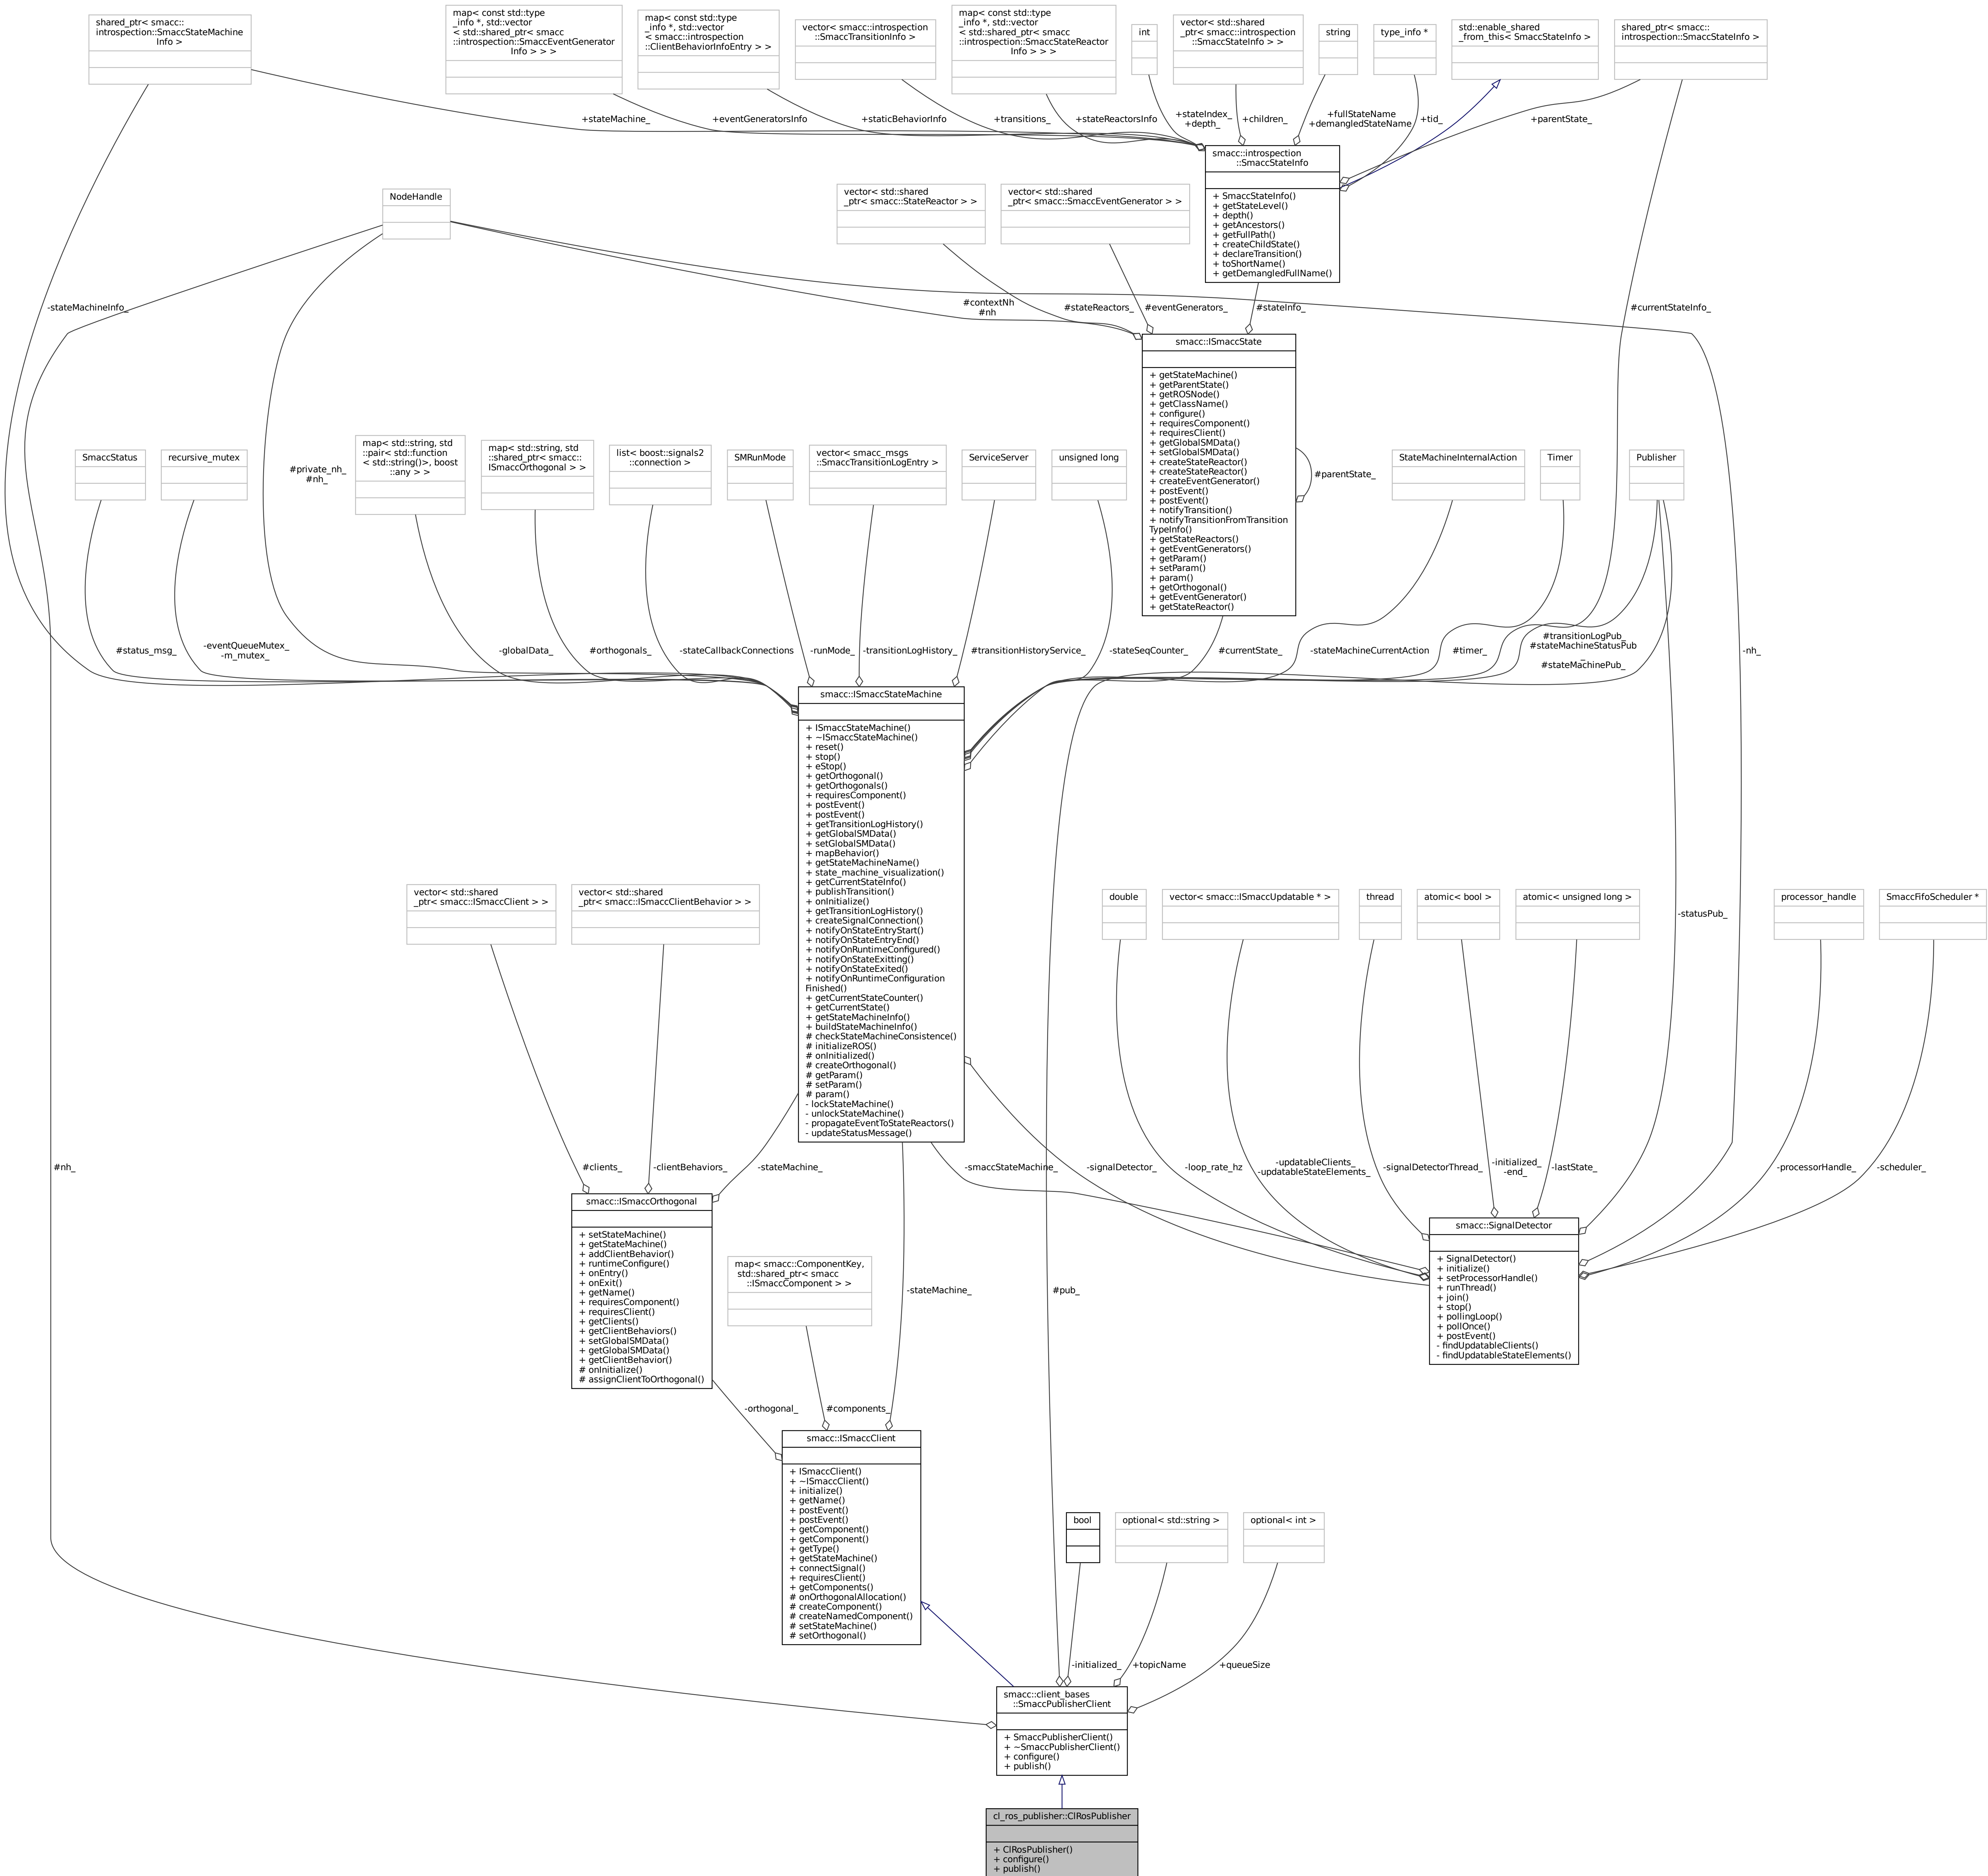 shared_ptr< smacc::
introspection::SmaccStateMachine
Info >
map< const std::type
_info *, std::vector
< std::shared_ptr< smacc
::introspection::SmaccEventGenerator
Info > > >
map< const std::type
_info *, std::vector
< smacc::introspection
::ClientBehaviorInfoEntry > >
vector< smacc::introspection
::SmaccTransitionInfo >
map< const std::type
_info *, std::vector
< std::shared_ptr< smacc
::introspection::SmaccStateReactor
Info > > >
int
vector< std::shared
_ptr< smacc::introspection
::SmaccStateInfo > >
string
type_info *
std::enable_shared
_from_this< SmaccStateInfo >
shared_ptr< smacc::
introspection::SmaccStateInfo >
+stateMachine_
+eventGeneratorsInfo
+staticBehaviorInfo
+transitions_
+stateReactorsInfo
+stateIndex_
+depth_
+children_
+fullStateName
+demangledStateName
+tid_
+parentState_
smacc::introspection
::SmaccStateInfo
+ SmaccStateInfo()
+ getStateLevel()
+ depth()
+ getAncestors()
+ getFullPath()
+ createChildState()
+ declareTransition()
+ toShortName()
+ getDemangledFullName()
NodeHandle
vector< std::shared
_ptr< smacc::StateReactor > >
vector< std::shared
_ptr< smacc::SmaccEventGenerator > >
-stateMachineInfo_
#contextNh
#nh
#stateReactors_
#eventGenerators_
#stateInfo_
#currentStateInfo_
smacc::ISmaccState
+ getStateMachine()
+ getParentState()
+ getROSNode()
+ getClassName()
+ configure()
+ requiresComponent()
+ requiresClient()
+ getGlobalSMData()
+ setGlobalSMData()
+ createStateReactor()
+ createStateReactor()
+ createEventGenerator()
+ postEvent()
+ postEvent()
+ notifyTransition()
+ notifyTransitionFromTransition
TypeInfo()
+ getStateReactors()
+ getEventGenerators()
+ getParam()
+ setParam()
+ param()
+ getOrthogonal()
+ getEventGenerator()
+ getStateReactor()
#parentState_
SmaccStatus
recursive_mutex
#private_nh_
#nh_
map< std::string, std
::pair< std::function
< std::string()>, boost
::any > >
map< std::string, std
::shared_ptr< smacc::
ISmaccOrthogonal > >
list< boost::signals2
::connection >
SMRunMode
vector< smacc_msgs
::SmaccTransitionLogEntry >
ServiceServer
unsigned long
StateMachineInternalAction
Timer
Publisher
#status_msg_
-eventQueueMutex_
-m_mutex_
-globalData_
#orthogonals_
-stateCallbackConnections
-runMode_
-transitionLogHistory_
#transitionHistoryService_
-stateSeqCounter_
#currentState_
-stateMachineCurrentAction
#timer_
#transitionLogPub_
#stateMachineStatusPub
_
#stateMachinePub_
-nh_
smacc::ISmaccStateMachine
+ ISmaccStateMachine()
+ ~ISmaccStateMachine()
+ reset()
+ stop()
+ eStop()
+ getOrthogonal()
+ getOrthogonals()
+ requiresComponent()
+ postEvent()
+ postEvent()
+ getTransitionLogHistory()
+ getGlobalSMData()
+ setGlobalSMData()
+ mapBehavior()
+ getStateMachineName()
+ state_machine_visualization()
+ getCurrentStateInfo()
+ publishTransition()
+ onInitialize()
+ getTransitionLogHistory()
+ createSignalConnection()
+ notifyOnStateEntryStart()
+ notifyOnStateEntryEnd()
+ notifyOnRuntimeConfigured()
+ notifyOnStateExitting()
+ notifyOnStateExited()
+ notifyOnRuntimeConfiguration
Finished()
+ getCurrentStateCounter()
+ getCurrentState()
+ getStateMachineInfo()
+ buildStateMachineInfo()
# checkStateMachineConsistence()
# initializeROS()
# onInitialized()
# createOrthogonal()
# getParam()
# setParam()
# param()
- lockStateMachine()
- unlockStateMachine()
- propagateEventToStateReactors()
- updateStatusMessage()
vector< std::shared
_ptr< smacc::ISmaccClient > >
vector< std::shared
_ptr< smacc::ISmaccClientBehavior > >
double
vector< smacc::ISmaccUpdatable * >
thread
atomic< bool >
atomic< unsigned long >
-statusPub_
processor_handle
SmaccFifoScheduler *
#nh_
#clients_
-clientBehaviors_
-stateMachine_
-smaccStateMachine_
-signalDetector_
-loop_rate_hz
-updatableClients_
-updatableStateElements_
-signalDetectorThread_
-initialized_
-end_
-lastState_
-processorHandle_
-scheduler_
smacc::ISmaccOrthogonal
+ setStateMachine()
+ getStateMachine()
+ addClientBehavior()
+ runtimeConfigure()
+ onEntry()
+ onExit()
+ getName()
+ requiresComponent()
+ requiresClient()
+ getClients()
+ getClientBehaviors()
+ setGlobalSMData()
+ getGlobalSMData()
+ getClientBehavior()
# onInitialize()
# assignClientToOrthogonal()
smacc::SignalDetector
+ SignalDetector()
+ initialize()
+ setProcessorHandle()
+ runThread()
+ join()
+ stop()
+ pollingLoop()
+ pollOnce()
+ postEvent()
- findUpdatableClients()
- findUpdatableStateElements()
map< smacc::ComponentKey,
std::shared_ptr< smacc
::ISmaccComponent > >
-stateMachine_
#pub_
-orthogonal_
#components_
smacc::ISmaccClient
+ ISmaccClient()
+ ~ISmaccClient()
+ initialize()
+ getName()
+ postEvent()
+ postEvent()
+ getComponent()
+ getComponent()
+ getType()
+ getStateMachine()
+ connectSignal()
+ requiresClient()
+ getComponents()
# onOrthogonalAllocation()
# createComponent()
# createNamedComponent()
# setStateMachine()
# setOrthogonal()
bool
optional< std::string >
optional< int >
-initialized_
+topicName
+queueSize
smacc::client_bases
::SmaccPublisherClient
+ SmaccPublisherClient()
+ ~SmaccPublisherClient()
+ configure()
+ publish()
cl_ros_publisher::ClRosPublisher
+ ClRosPublisher()
+ configure()
+ publish()